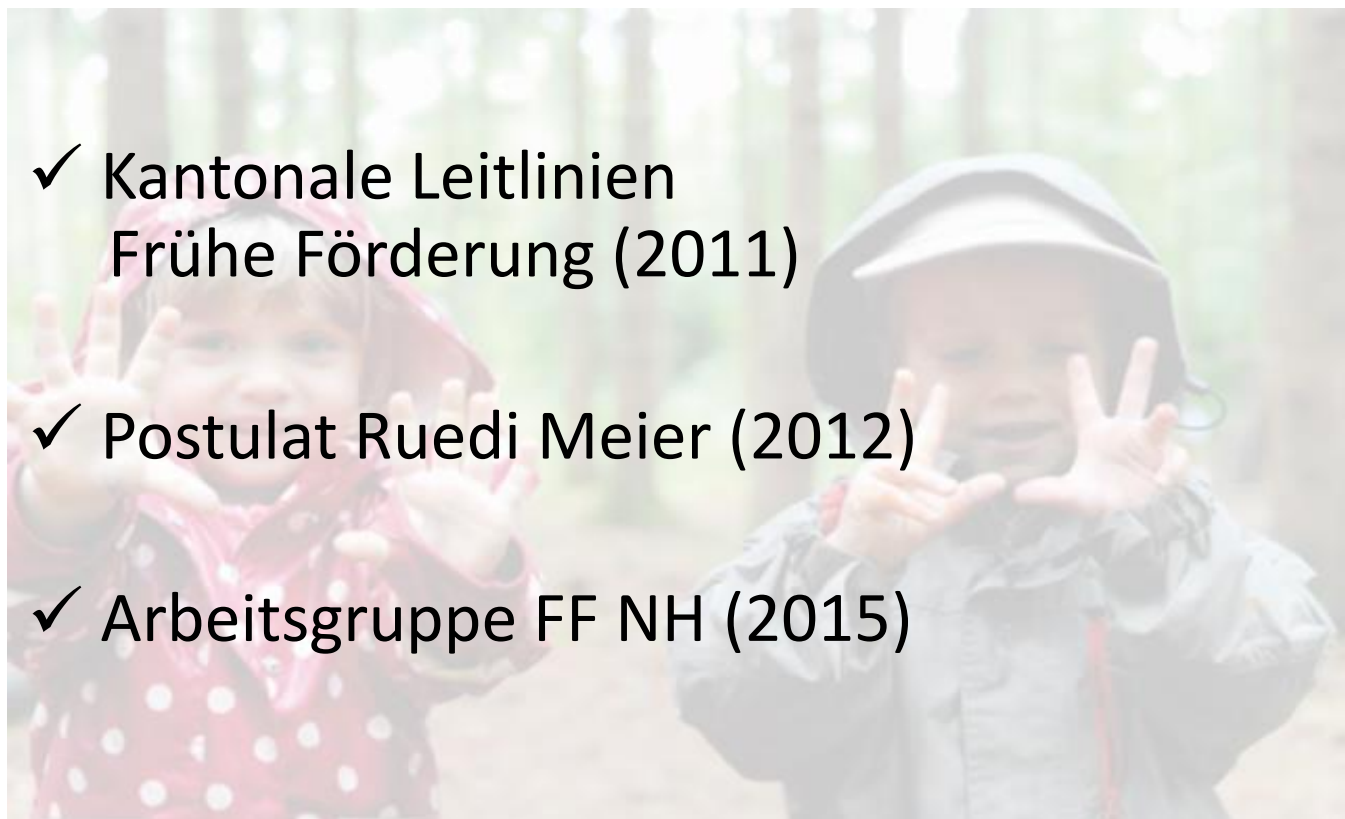 ✓ Kantonale Leitlinien
Frühe Förderung (2011)
✓ Postulat Ruedi Meier (2012)
✓ Arbeitsgruppe FF NH (2015)